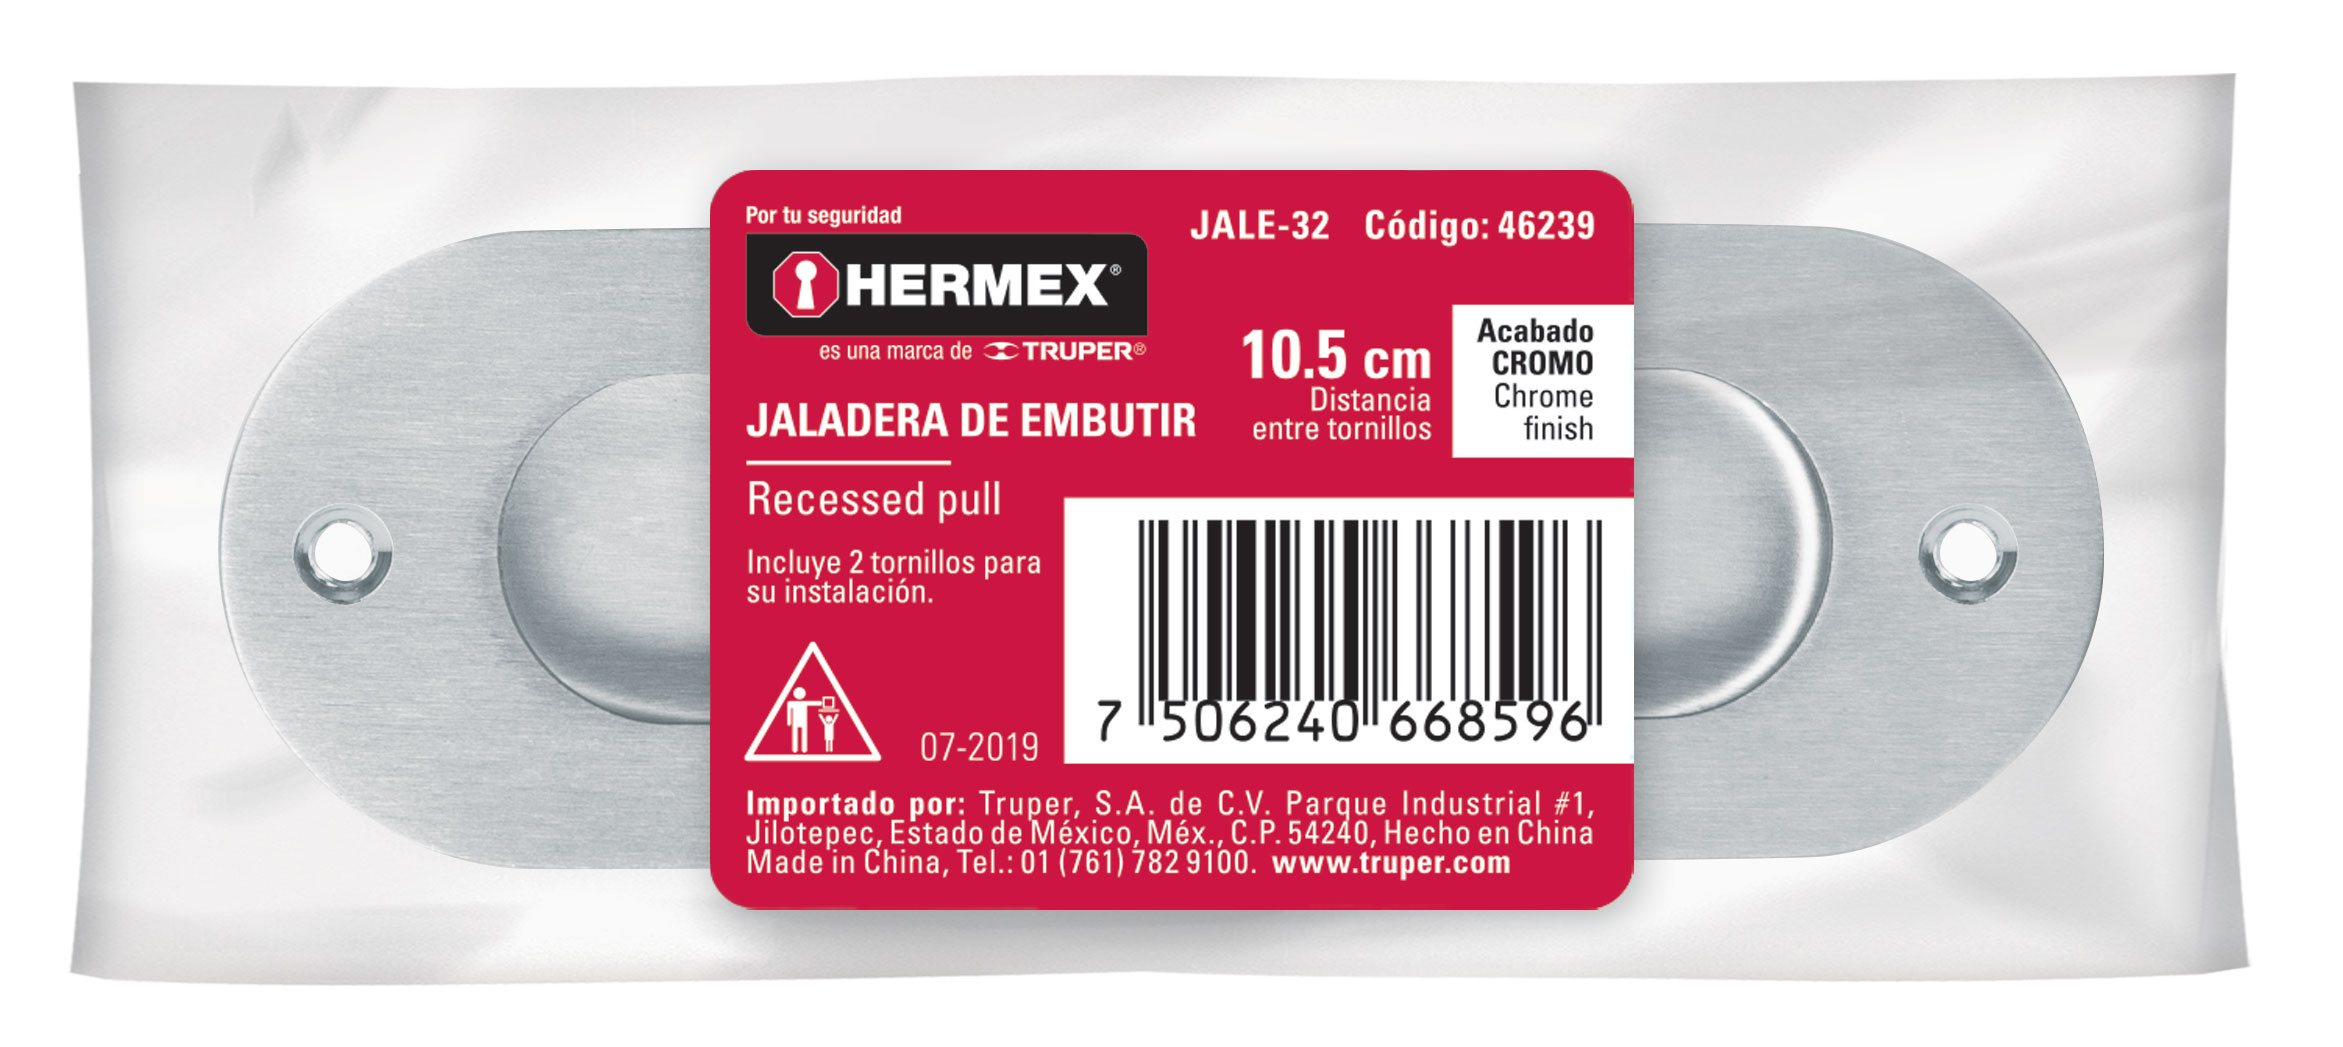 Por tu seguridad
JALE-32 Código: 46239
HERMEX®
es una marca de TRUPER®
10.5 cm
Distancia
entre tornillos
Acabado
CROMO
Chrome
finish
JALADERA DE EMBUTIR
Recessed pull
Incluye 2 tornillos para
su instalación.
07-2019
7 506240 668596
Importado por: Truper, S.A. de C.V. Parque Industrial #1,
Jilotepec, Estado de México, Méx., C.P. 54240, Hecho en China
Made in China, Tel.: 01 (761) 782 9100. www.truper.com